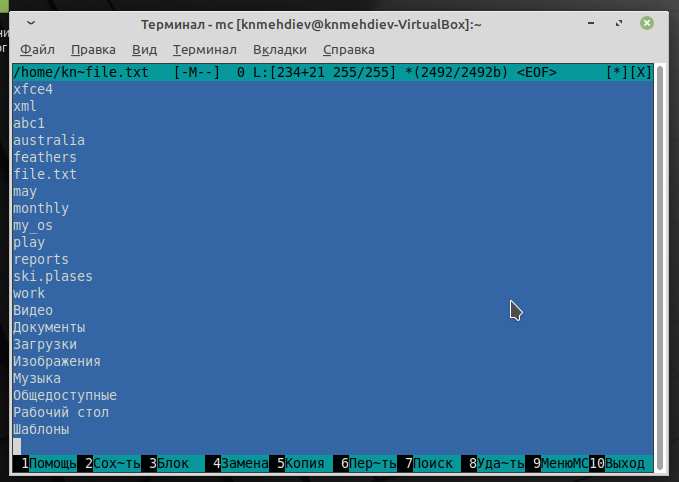 Терминал - mc [knmehdiev@knmehdiev-VirtualBox]:~
Файл Правка Вид Терминал Вкладки Справка
/home/kn~file.txt [-M--] 0 L:[234+21 255/255] *(2492/2492b) <EOF> [*][X]
xfce4
xml
abc1
australia
feathers
file.txt
may
monthly
my_os
play
reports
ski.plases
work
Видео
Документы
Загрузки
Изображения
Музыка
Общедоступные
Рабочий стол
Шаблоны
1Помощь 2Сох~ть 3Блок 4Замена 5Копия 6Пер~ть 7Поиск 8Уда~ть 9МенюMC 10Выход